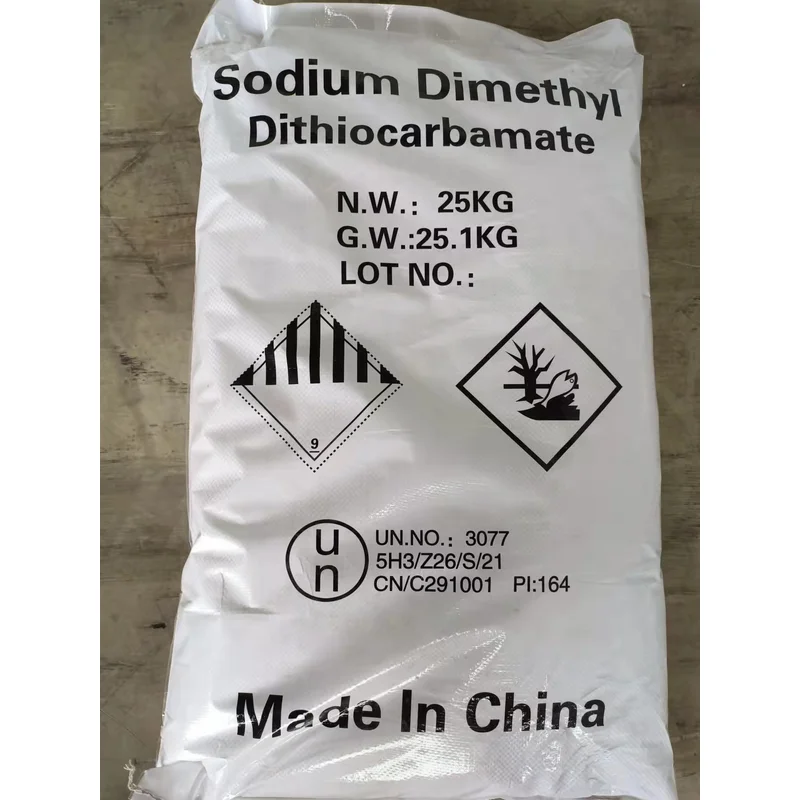 Sodium Dimethyl
Dithiocarbamate
N.W.: 25KG
G.W.:25.1KG
LOT NO.:
9
un
UN.NO.: 3077
5H3/Z26/S/21
CN/C291001 PI:164
Made In China